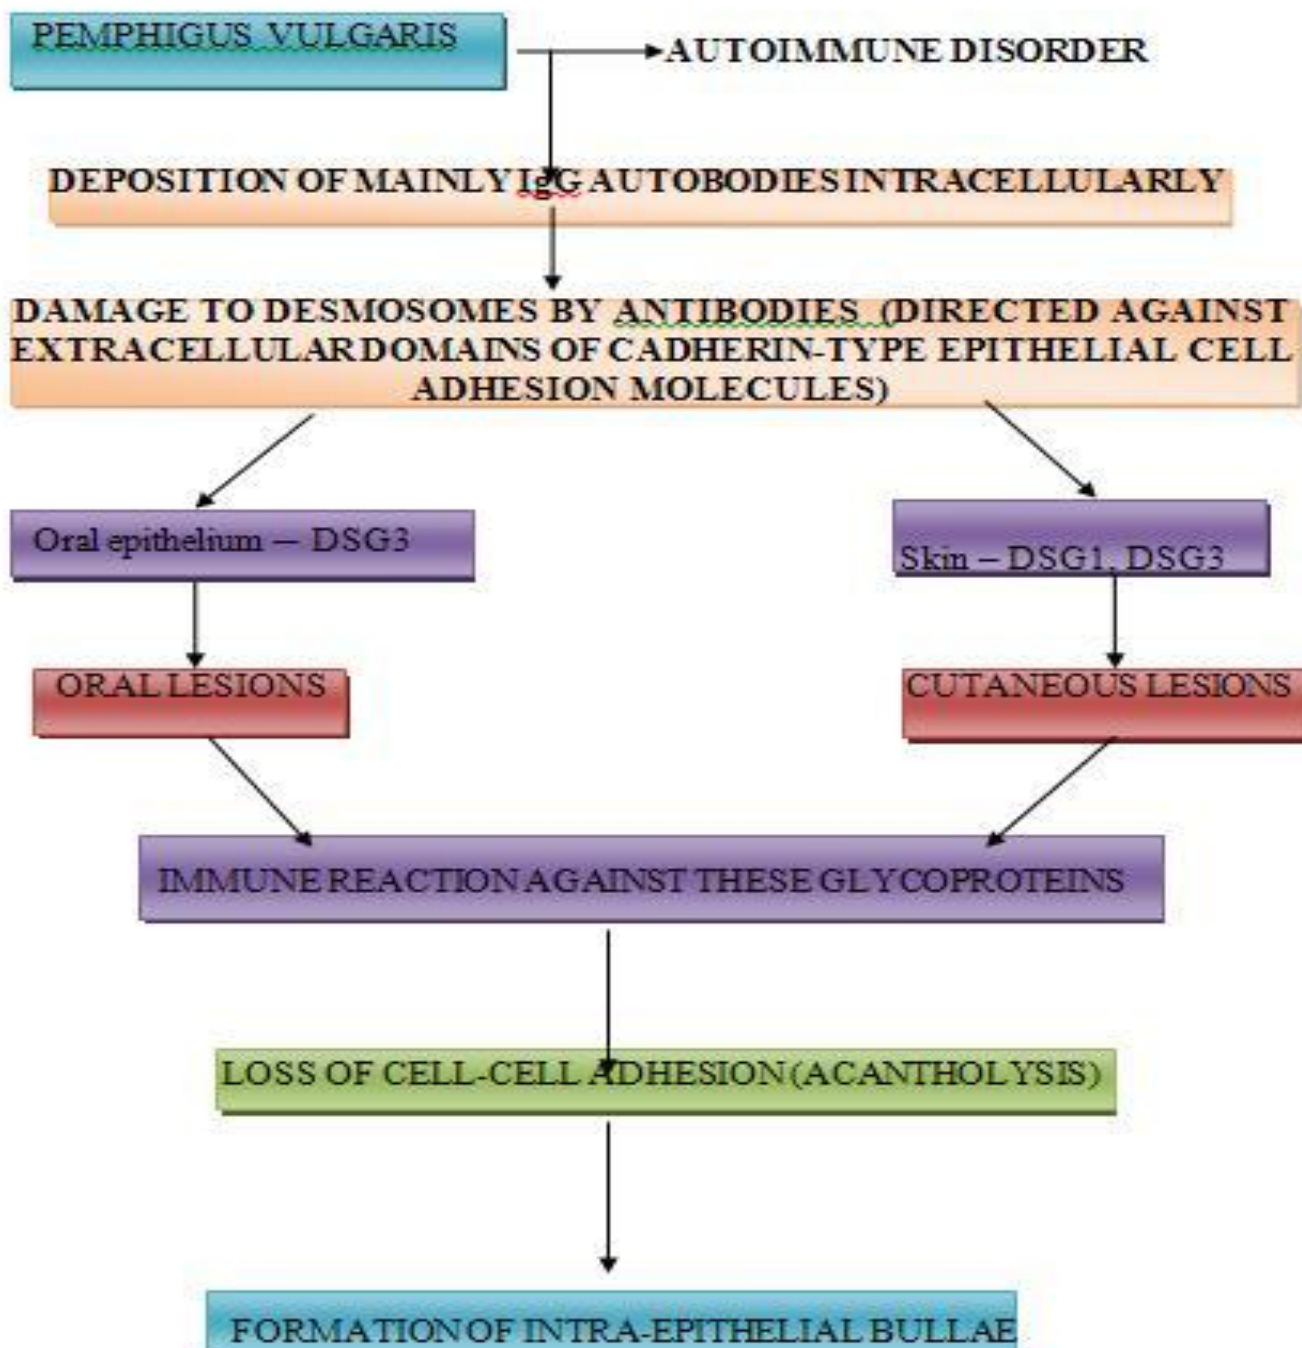 PEMPHIGUS VULGARIS
AUTOIMMUNE DISORDER
DEPOSITION OF MAINLY IgG AUTOBODIES INTRACELLULARLY
DAMAGE TO DESMOSOMES BY ANTIBODIES (DIRECTED AGAINST
EXTRACELLULAR DOMAINS OF CADHERIN-TYPE EPITHELIAL CELL
ADHESION MOLECULES)
Oral epithelium – DSG3
Skin – DSG1, DSG3
ORAL LESIONS
CUTANEOUS LESIONS
IMMUNE REACTION AGAINST THESE GLYCOPROTEINS
LOSS OF CELL-CELL ADHESION (ACANTHOLYSIS)
FORMATION OF INTRA-EPITHELIAL BULLAE